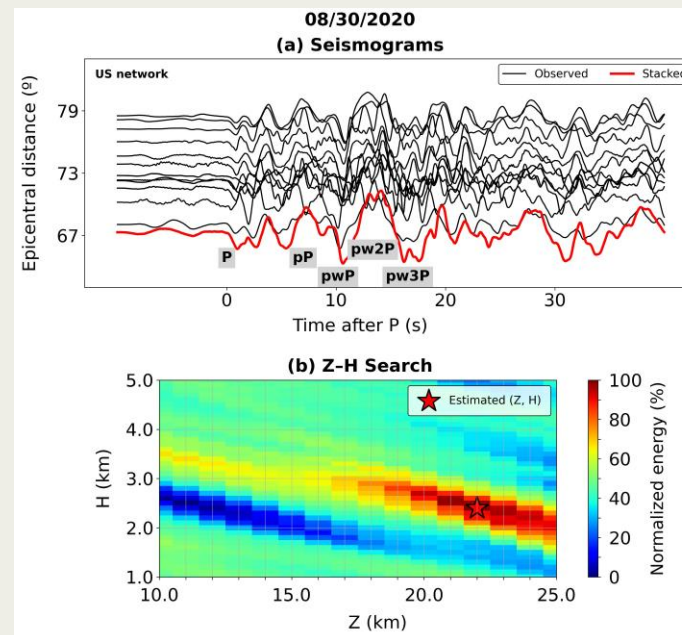 08/30/2020
(a) Seismograms
US network
Observed
Stacked
79
73
67
Epicentral distance (º)
P
pP
pwP
pw2P
pw3P
0
10
20
30
Time after P (s)
(b) Z–H Search
Estimated (Z, H)
5.0
4.0
3.0
2.0
1.0
H (km)
10.0
15.0
20.0
25.0
Z (km)
100
80
60
40
20
0
Normalized energy (%)